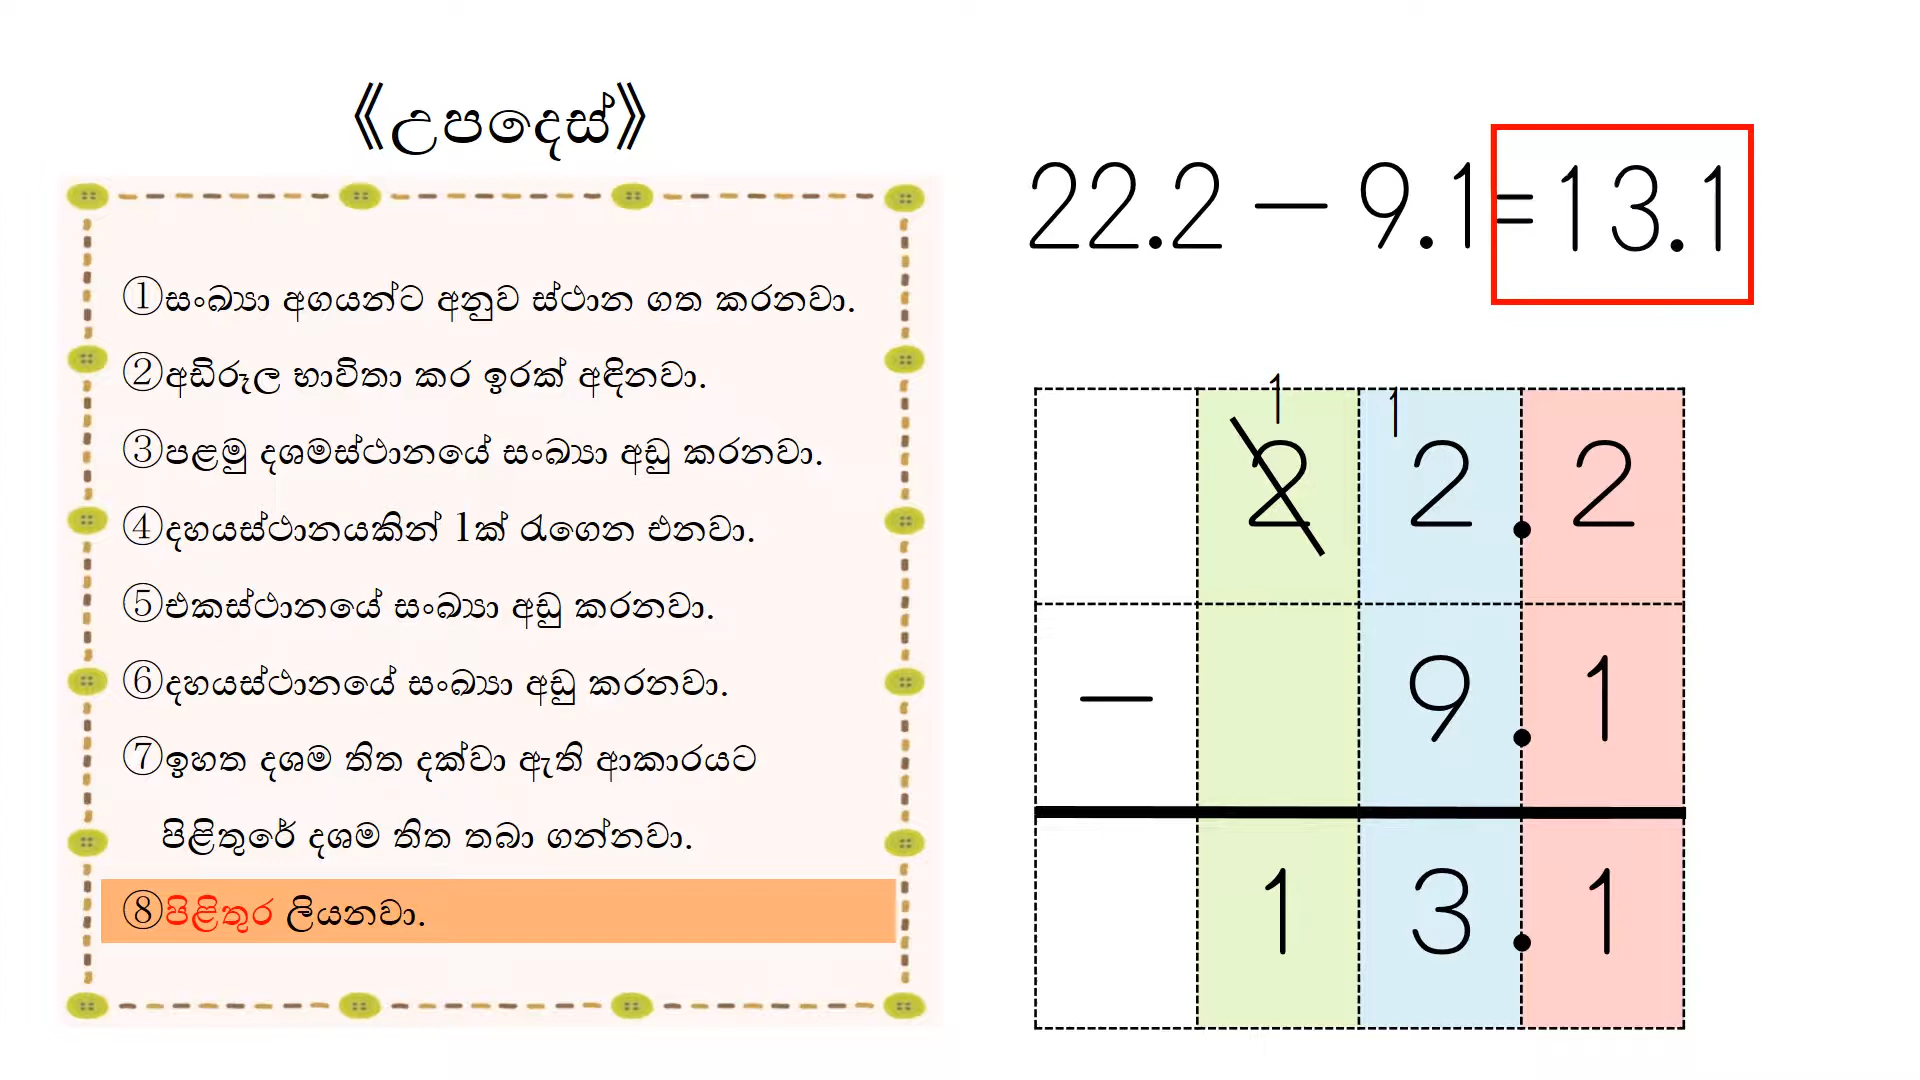 《උපදෙස්》
①සංඛ්‍යා අගයන්ට අනුව ස්ථාන ගත කරනවා.
②අඩිරූල භාවිතා කර ඉරක් අඳිනවා.
③පළමු දශමස්ථානයේ සංඛ්‍යා අඩු කරනවා.
④දහයස්ථානයකින් 1ක් රැගෙන එනවා.
⑤එකස්ථානයේ සංඛ්‍යා අඩු කරනවා.
⑥දහයස්ථානයේ සංඛ්‍යා අඩු කරනවා.
⑦ඉහත දශම තිත දක්වා ඇති ආකාරයට
පිළිතුරේ දශම තිත තබා ගන්නවා.
⑧පිළිතුර ලියනවා.
22.2－9.1=13.1
1 1
2 2.2
－ 9.1
1 3.1